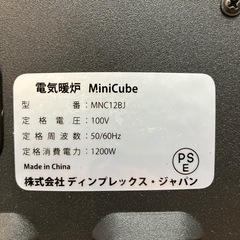 電気暖炉 MiniCube
型番：MNC12BJ
定格電圧：100V
定格周波数：50/60Hz
定格消費電力：1200W
Made in China
PS
E
株式会社ディンプレックス・ジャパン